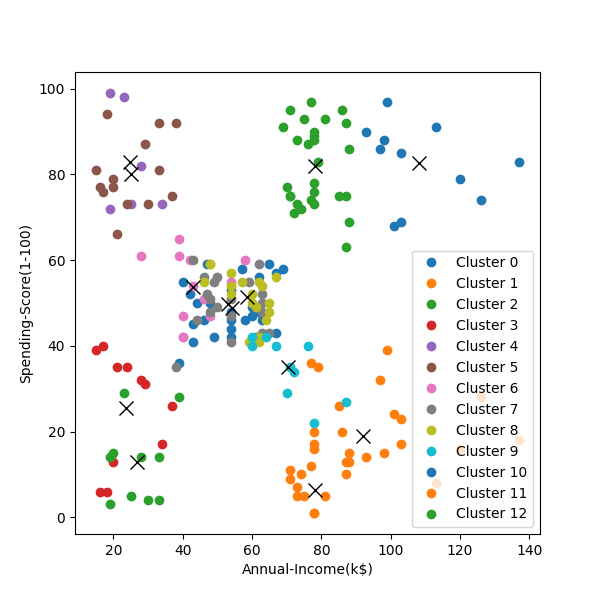 100
80
60
40
20
0
Spending-Score(1-100)
20 40 60 80 100 120 140
Annual-Income(k$)
Cluster 0
Cluster 1
Cluster 2
Cluster 3
Cluster 4
Cluster 5
Cluster 6
Cluster 7
Cluster 8
Cluster 9
Cluster 10
Cluster 11
Cluster 12